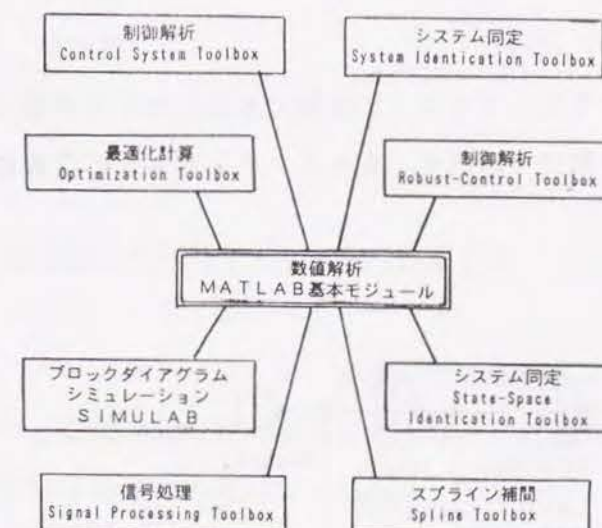 制御解析
Control System Toolbox
システム同定
System Identication Toolbox
最適化計算
Optimization Toolbox
制御解析
Robust-Control Toolbox
数値解析
ＭＡＴＬＡＢ基本モジュール
ブロックダイアグラム
シミュレーション
ＳＩＭＵＬＡＢ
システム同定
State-Space
Identication Toolbox
信号処理
Signal Processing Toolbox
スプライン補間
Spline Toolbox